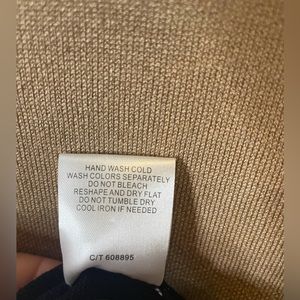 HAND WASH COLD
WASH COLORS SEPARATELY
DO NOT BLEACH
RESHAPE AND DRY FLAT
DO NOT TUMBLE DRY
COOL IRON IF NEEDED
C/T 608895